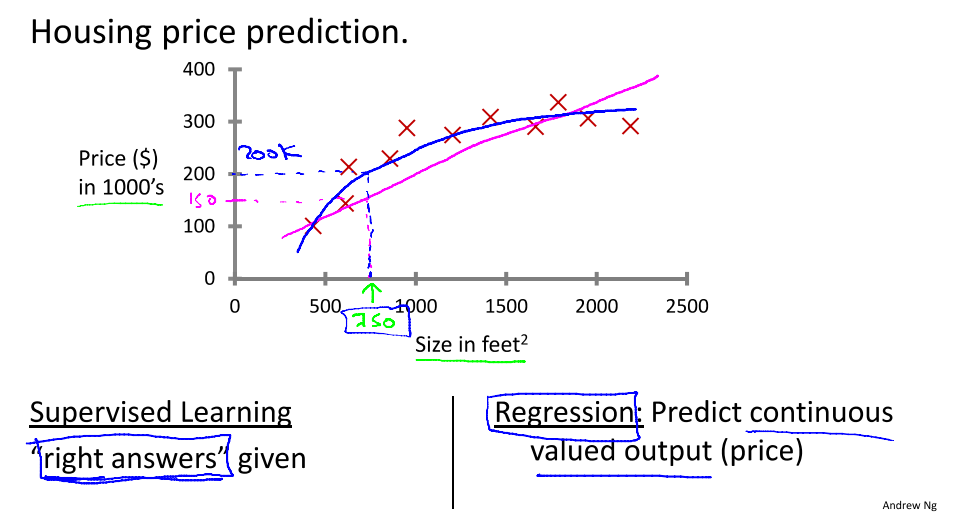 Housing price prediction.
400
300
Price ($)
in 1000's
200K
200
150
100
0
0 500 1000 1500 2000 2500
750
Size in feet²
Supervised Learning
"right answers" given
Regression: Predict continuous
valued output (price)
Andrew Ng